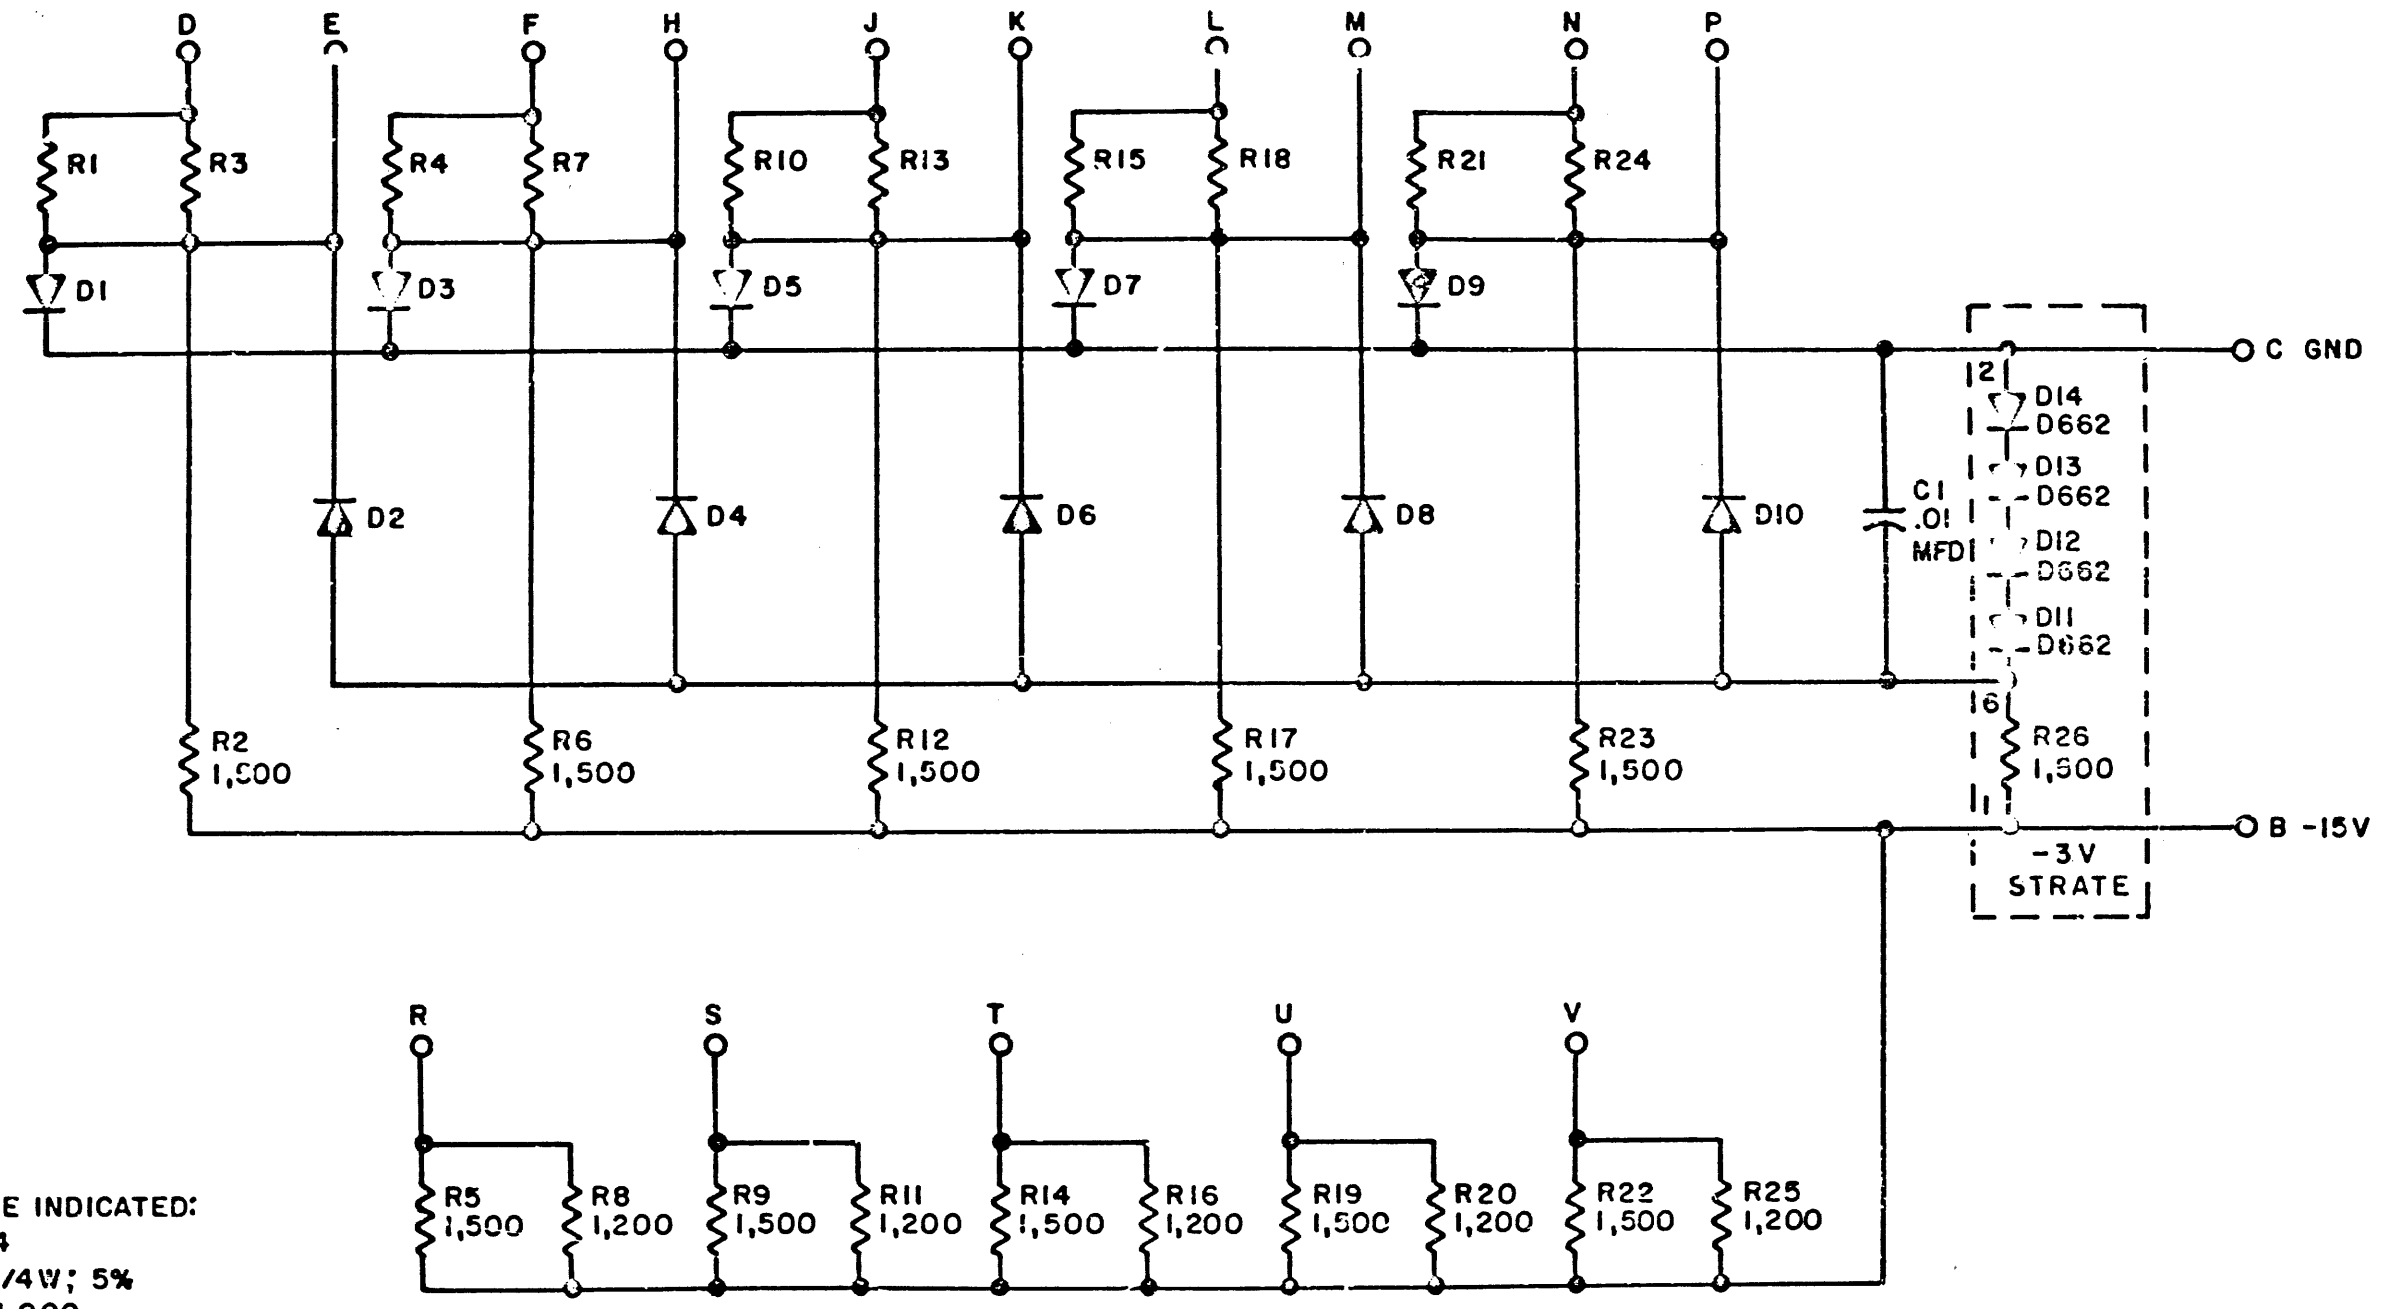 D E F H J K L M N P
R1 R3 R4 R7 R10 R13 R15 R18 R21 R24
D1 D3 D5 D7 D9
C GND
2
D14
D662
D13
D662
D12
D662
D11
D662
C1
.01
MFD
D2 D4 D6 D8 D10
6
R2
1,500
R6
1,500
R12
1,500
R17
1,500
R23
1,500
R26
1,500
1
B -15V
-3V
STRATE
R S T U V
R5
1,500
R8
1,200
R9
1,500
R11
1,200
R14
1,500
R16
1,200
R19
1,500
R20
1,200
R22
1,500
R25
1,200
E INDICATED:
4
/4W; 5%